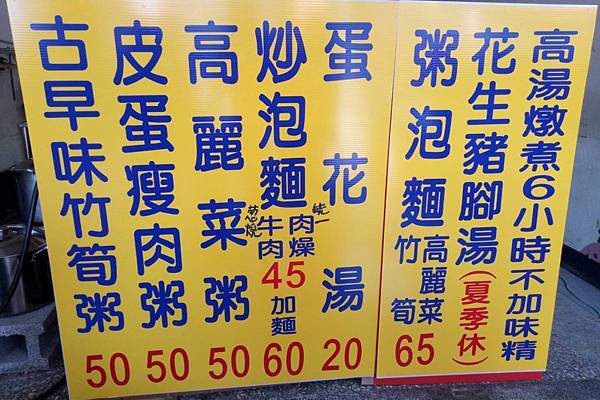 高湯燉煮6小時不加味精
花生豬腳湯(夏季休)
粥泡麵 高麗菜 竹筍 65
蛋花湯 20
炒泡麵 肉燥 牛肉 45 加麵 60
高麗菜粥 50
皮蛋瘦肉粥 50
古早味竹筍粥 50